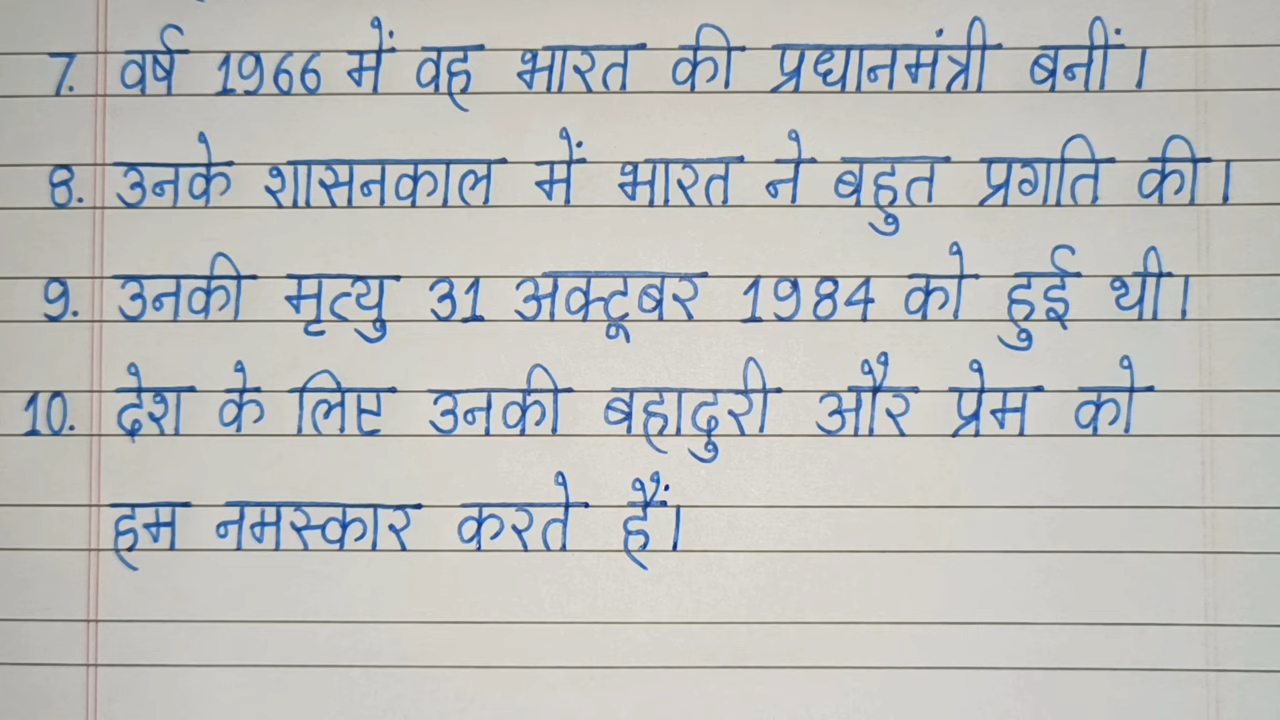 7. वर्ष 1966 में वह भारत की प्रधानमंत्री बनीं।
8. उनके शासनकाल में भारत ने बहुत प्रगति की।
9. उनकी मृत्यु 31 अक्टूबर 1984 को हुई थी।
10. देश के लिए उनकी बहादुरी और प्रेम को
हम नमस्कार करते हैं।